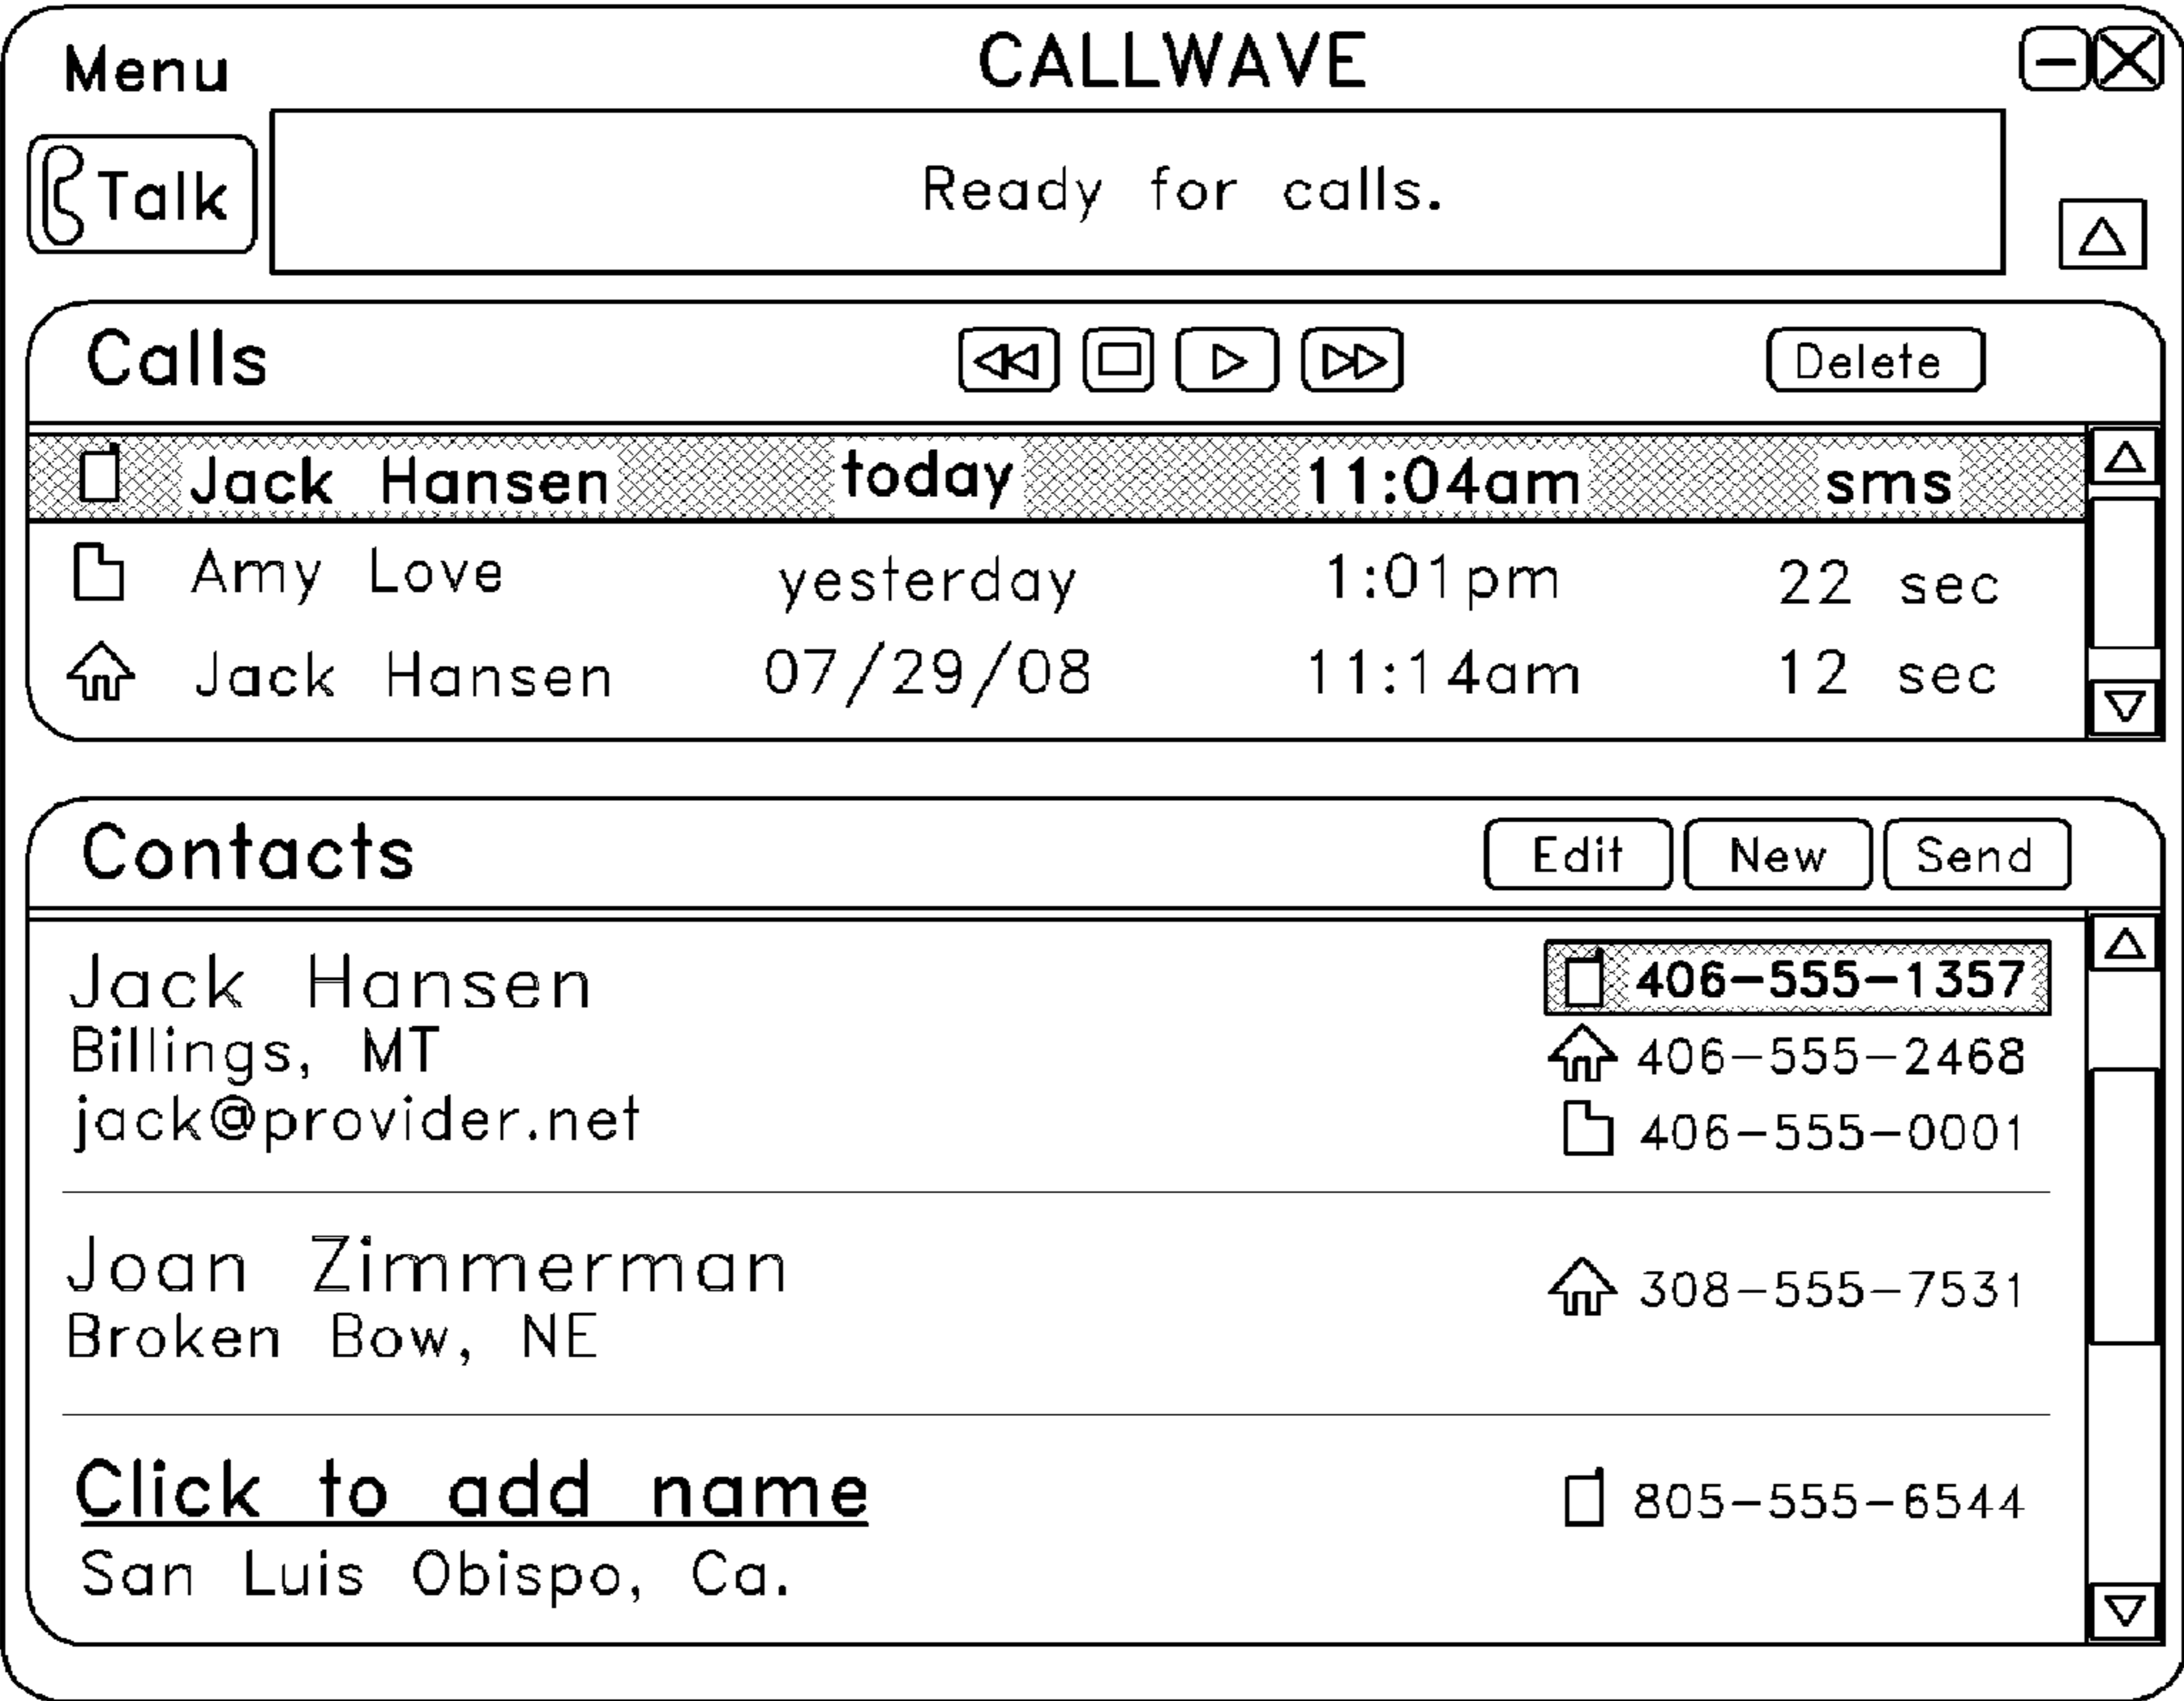 Menu CALLWAVE
Talk Ready for calls.
Calls Delete
Jack Hansen today 11:04am sms
Amy Love yesterday 1:01pm 22 sec
Jack Hansen 07/29/08 11:14am 12 sec
Contacts Edit New Send
Jack Hansen 406-555-1357
Billings, MT 406-555-2468
jack@provider.net 406-555-0001
Joan Zimmerman 308-555-7531
Broken Bow, NE
Click to add name 805-555-6544
San Luis Obispo, Ca.